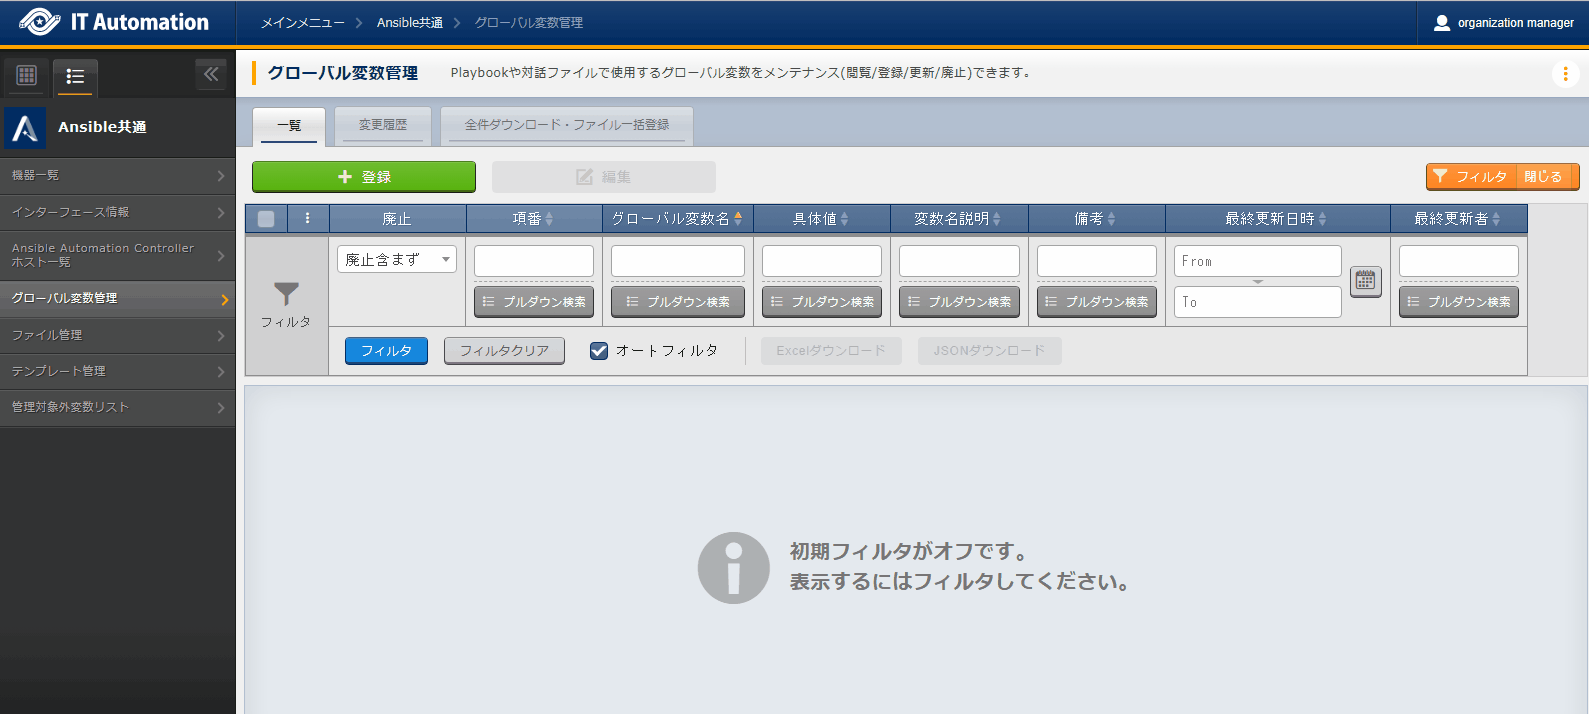 IT Automation
メインメニュー
Ansible共通
グローバル変数管理
organization manager
Ansible共通
機器一覧
インターフェース情報
Ansible Automation Controller
ホスト一覧
グローバル変数管理
ファイル管理
テンプレート管理
管理対象外変数リスト
グローバル変数管理
Playbookや対話ファイルで使用するグローバル変数をメンテナンス(閲覧/登録/更新/廃止)できます。
一覧
変更履歴
全件ダウンロード・ファイル一括登録
登録
編集
フィルタ 閉じる
廃止
項番
グローバル変数名
具体値
変数名説明
備考
最終更新日時
最終更新者
フィルタ
廃止含まず
プルダウン検索
プルダウン検索
プルダウン検索
プルダウン検索
プルダウン検索
From
To
プルダウン検索
フィルタ
フィルタクリア
オートフィルタ
Excelダウンロード
JSONダウンロード
初期フィルタがオフです。
表示するにはフィルタしてください。